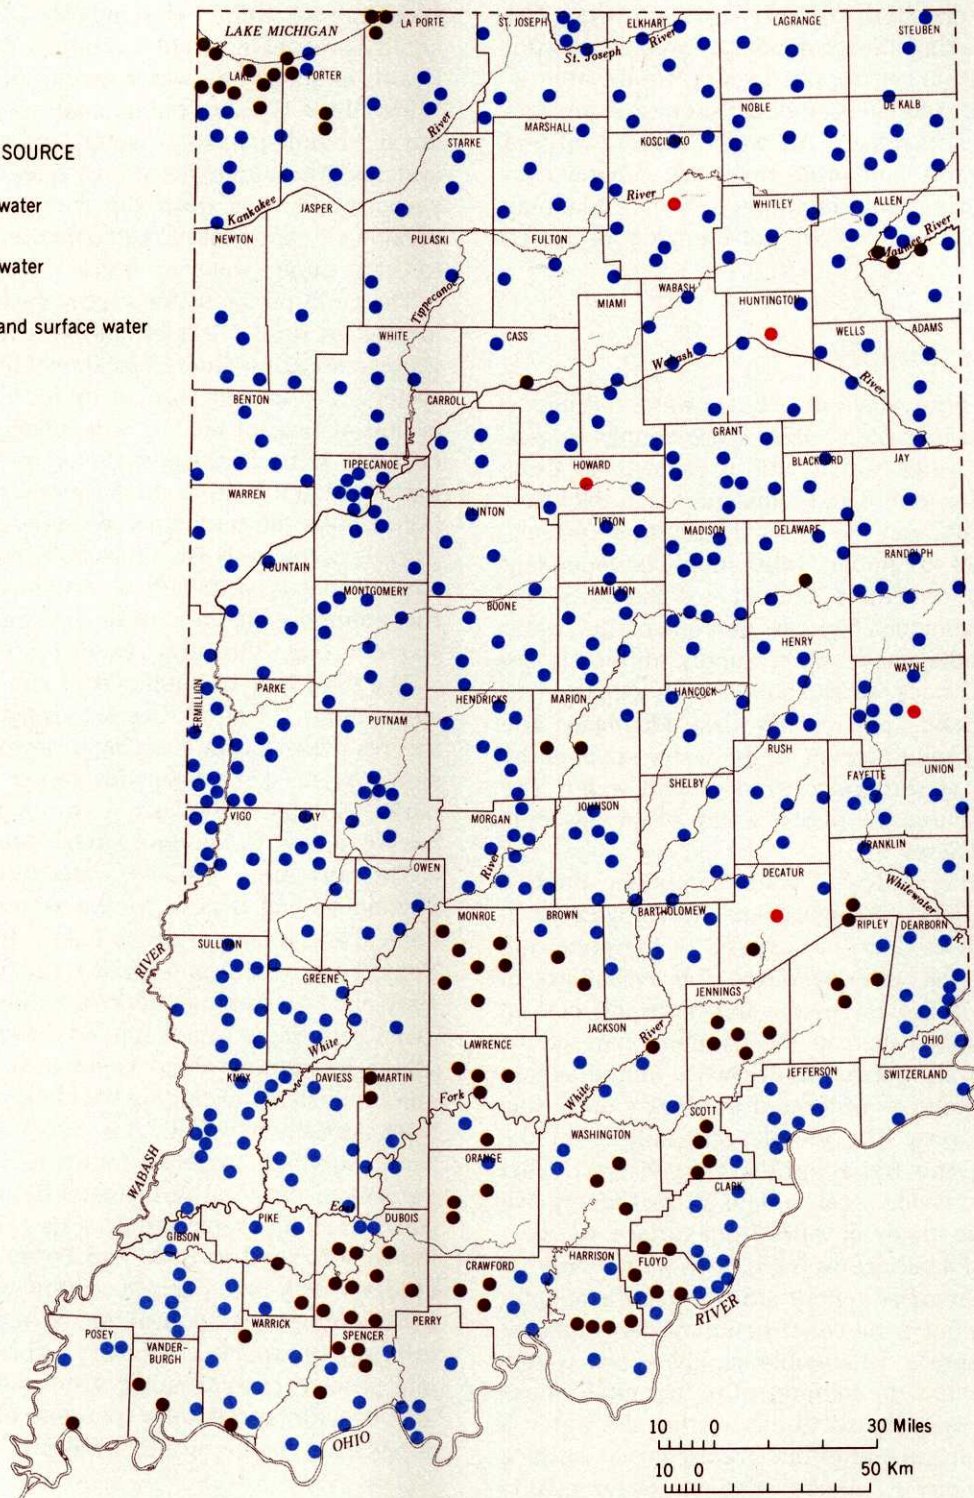 LAKE MICHIGAN
LA PORTE
ST. JOSEPH
ELKHART
LAGRANGE
STEUBEN
St. Joseph River
PORTER
NOBLE
DE KALB
SOURCE
MARSHALL
STARKE
River
water
Kankakee
JASPER
River
WHITLEY
ALLEN
NEWTON
PULASKI
FULTON
Maumee River
water
Tippecanoe
MIAMI
WABASH
HUNTINGTON
and surface water
WHITE
CASS
WELLS
ADAMS
Wabash
River
BENTON
CARROLL
GRANT
TIPPECANOE
HOWARD
JAY
WARREN
CLINTON
TIPTON
MADISON
DELAWARE
FOUNTAIN
RANDOLPH
MONTGOMERY
BOONE
HAMILTON
HENRY
WAYNE
VERMILLION
PARKE
PUTNAM
HENDRICKS
MARION
HANCOCK
RUSH
SHELBY
FAYETTE
UNION
VIGO
MORGAN
JOHNSON
FRANKLIN
OWEN
River
DECATUR
Whitewater
R.
MONROE
BROWN
BARTHOLOMEW
RIPLEY
DEARBORN
SULLIVAN
RIVER
GREENE
JENNINGS
JACKSON
River
White
LAWRENCE
OHIO
KNOX
DAVIESS
MARTIN
JEFFERSON
SWITZERLAND
Fork
White
SCOTT
WASHINGTON
WABASH
ORANGE
CLARK
East
PIKE
DUBOIS
GIBSON
HARRISON
FLOYD
CRAWFORD
RIVER
POSEY
VANDER-
BURGH
WARRICK
SPENCER
PERRY
OHIO
10 0 30 Miles
10 0 50 Km